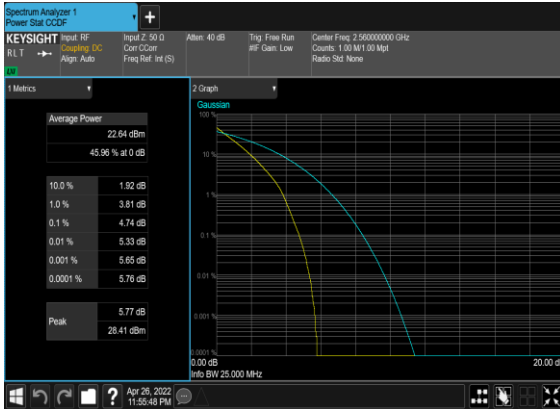 Spectrum Analyzer 1
Power Stat CCDF
KEYSIGHT
RLT
Input: RF
Coupling: DC
Align: Auto
Input Z: 50 Ω
Corr CCorr
Freq Ref: Int (S)
Atten: 40 dB
Trig: Free Run
#IF Gain: Low
Center Freq: 2.560000000 GHz
Counts: 1.00 M/1.00 Mpt
Radio Std: None
1 Metrics
Average Power
22.64 dBm
45.96 % at 0 dB
10.0 % 1.92 dB
1.0 % 3.81 dB
0.1 % 4.74 dB
0.01 % 5.33 dB
0.001 % 5.65 dB
0.0001 % 5.76 dB
Peak
5.77 dB
28.41 dBm
2 Graph
Gaussian
100 %
10 %
1 %
0.1 %
0.01 %
0.001 %
0.0001 %
0.00 dB
20.00 d
Info BW 25.000 MHz
?
Apr 26, 2022
11:55:48 PM